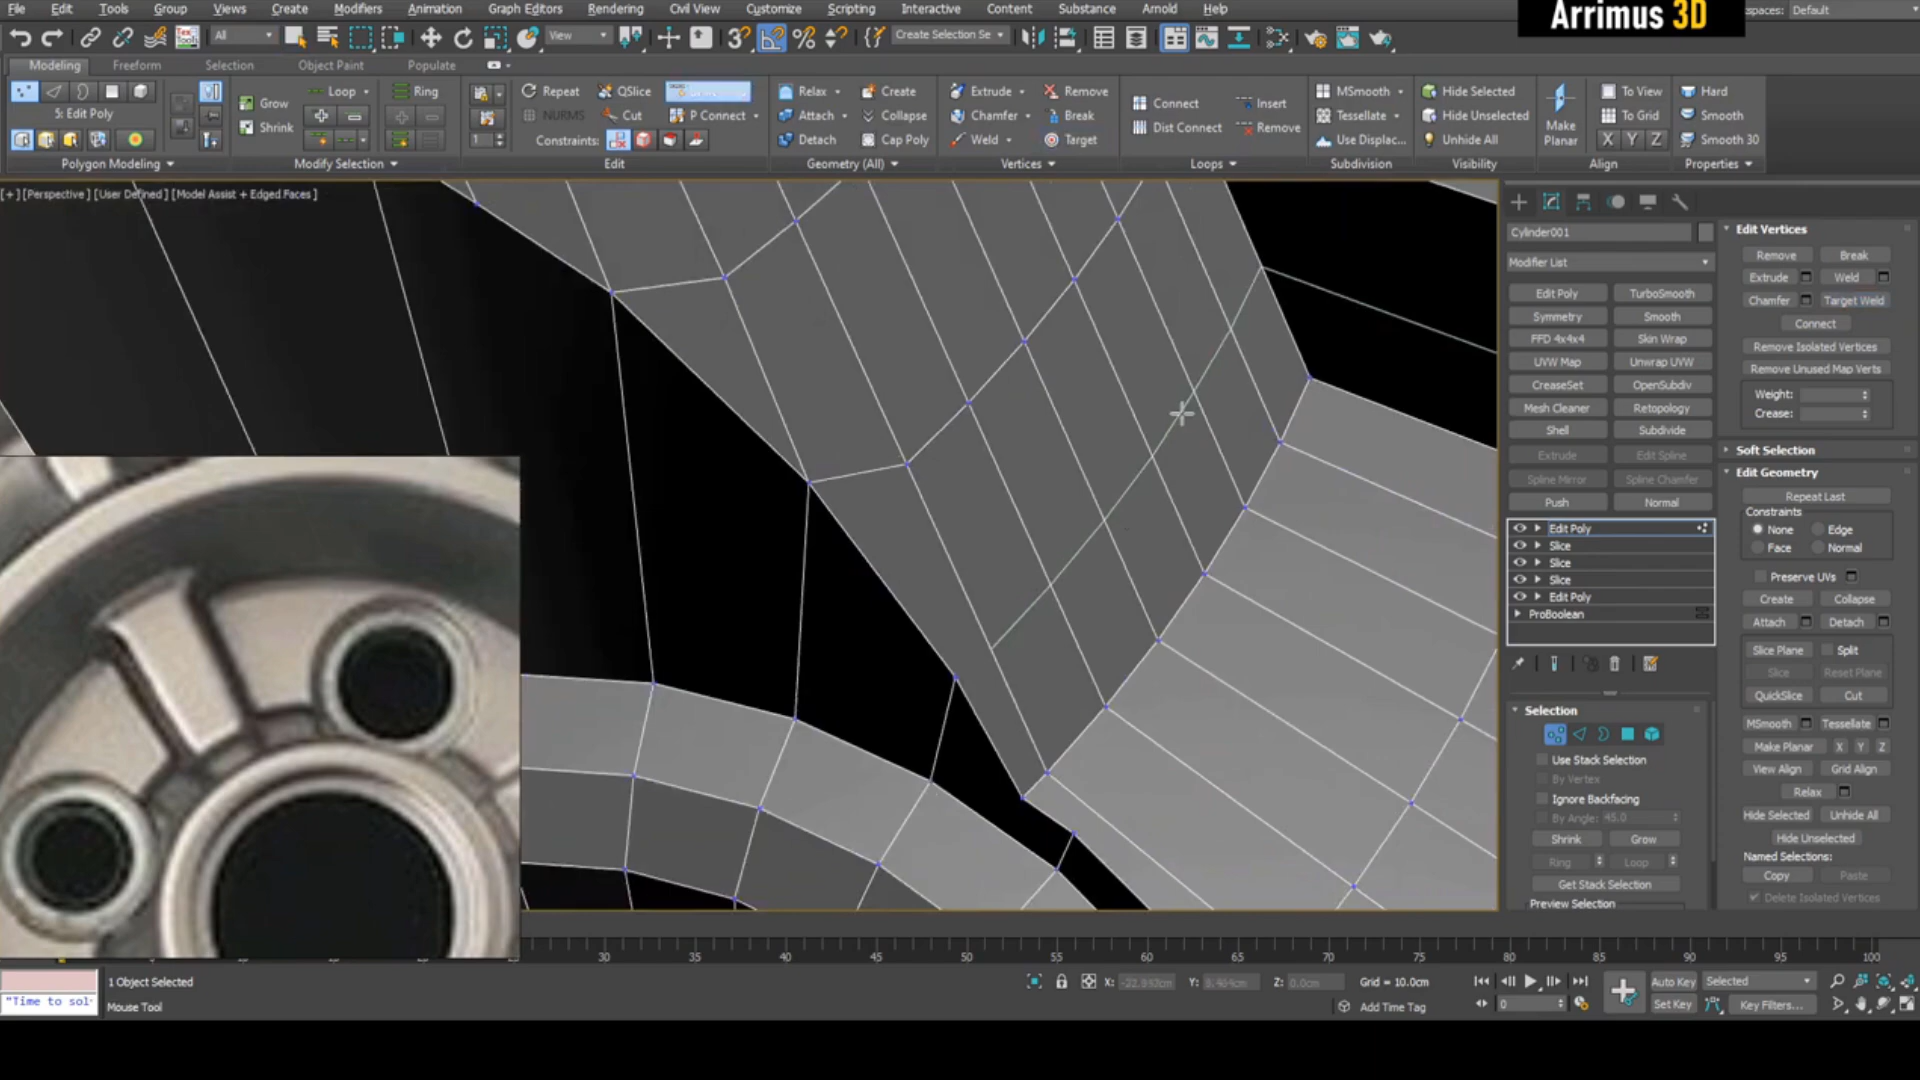 File Edit Tools Group Views Create Modifiers Animation Graph Editors Rendering Civil View Customize Scripting Interactive Content Substance Arnold Help
Arrimus 3D
spaces: Default
All View Create Selection Se
Modeling Freeform Selection Object Paint Populate
Loop Ring Repeat QSlice Relax Create Extrude Remove MSmooth Hide Selected To View Hard
5: Edit Poly Grow NURMS Cut P Connect Attach Collapse Chamfer Break Connect Insert Tessellate Hide Unselected To Grid Smooth
Shrink Constraints: Detach Cap Poly Weld Target Dist Connect Remove Use Displac... Unhide All Make Planar X Y Z Smooth 30
Polygon Modeling Modify Selection Edit Geometry (All) Vertices Loops Subdivision Visibility Align Properties
[+] [Perspective] [User Defined] [Model Assist + Edged Faces]
Cylinder001
Modifier List
Edit Poly TurboSmooth
Symmetry Smooth
FFD 4x4x4 Skin Wrap
UVW Map Unwrap UVW
CreaseSet OpenSubdiv
Mesh Cleaner Retopology
Shell Subdivide
Extrude Edit Spline
Spline Mirror Spline Chamfer
Push Normal
Edit Poly
Slice
Slice
Slice
Edit Poly
ProBoolean
Selection
Use Stack Selection
By Vertex
Ignore Backfacing
By Angle: 45.0
Shrink Grow
Ring Loop
Get Stack Selection
Preview Selection
Edit Vertices
Remove Break
Extrude Weld
Chamfer Target Weld
Connect
Remove Isolated Vertices
Remove Unused Map Verts
Weight:
Crease:
Soft Selection
Edit Geometry
Repeat Last
Constraints
None Edge
Face Normal
Preserve UVs
Create Collapse
Attach Detach
Slice Plane Split
Slice Reset Plane
QuickSlice Cut
MSmooth Tessellate
Make Planar X Y Z
View Align Grid Align
Relax
Hide Selected Unhide All
Hide Unselected
Named Selections:
Copy Paste
Delete Isolated Vertices
30 35 40 45 50 55 60 65 70 75 80 85 90 95 100
1 Object Selected X: Y: Z: 0.0cm Grid = 10.0cm Auto Key Selected
"Time to sol Mouse Tool Add Time Tag 0 Set Key Key Filters...